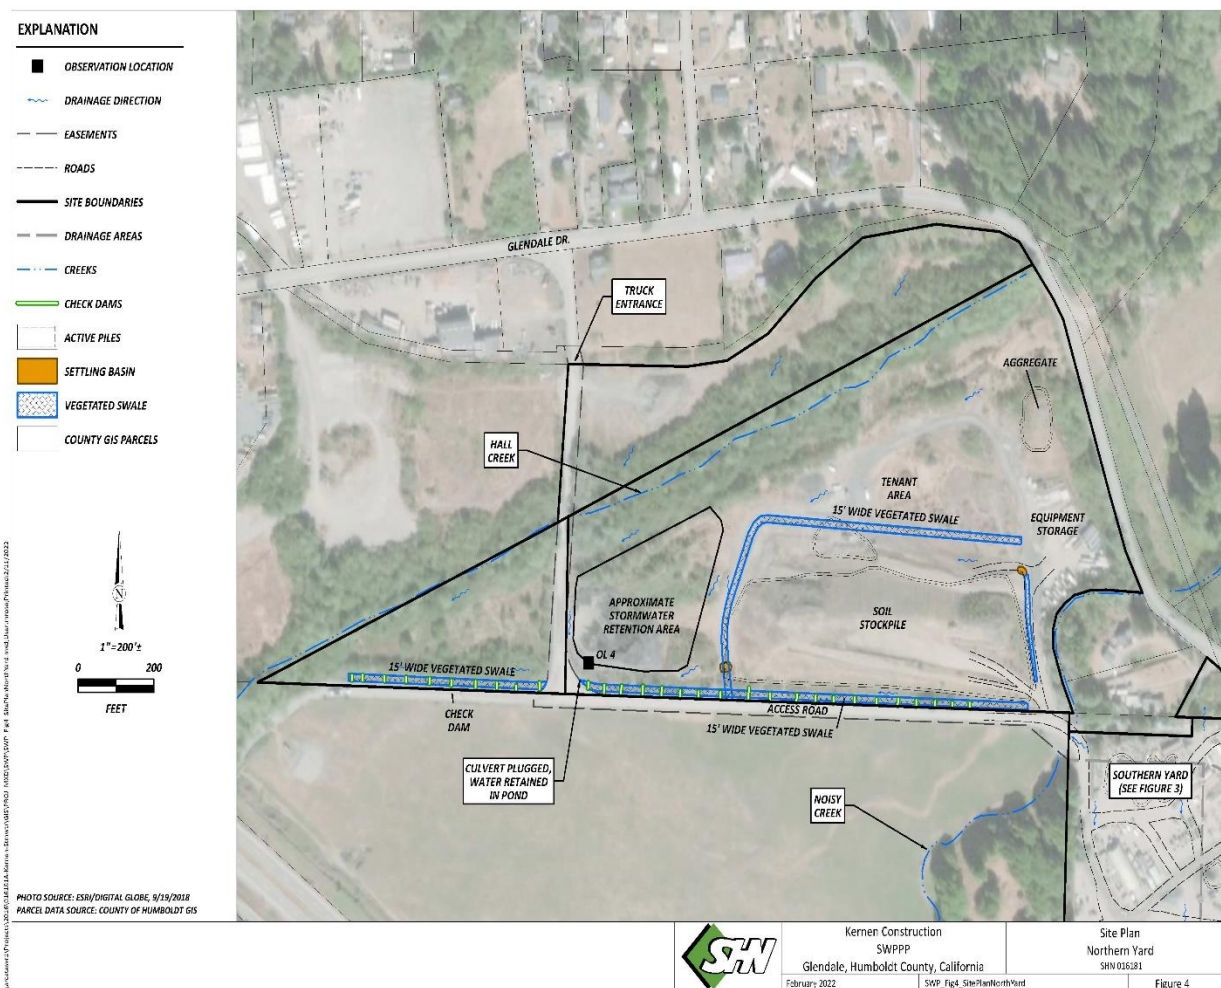 EXPLANATION
OBSERVATION LOCATION
DRAINAGE DIRECTION
EASEMENTS
ROADS
SITE BOUNDARIES
DRAINAGE AREAS
CREEKS
CHECK DAMS
ACTIVE PILES
SETTLING BASIN
VEGETATED SWALE
COUNTY GIS PARCELS
N
1"=200'±
0 200
FEET
PHOTO SOURCE: ESRI/DIGITAL GLOBE, 9/19/2018
PARCEL DATA SOURCE: COUNTY OF HUMBOLDT GIS
GLENDALE DR.
TRUCK
ENTRANCE
AGGREGATE
HALL
CREEK
TENANT
AREA
15' WIDE VEGETATED SWALE
EQUIPMENT
STORAGE
APPROXIMATE
STORMWATER
RETENTION AREA
SOIL
STOCKPILE
OL 4
15' WIDE VEGETATED SWALE
CHECK
DAM
ACCESS ROAD
15' WIDE VEGETATED SWALE
CULVERT PLUGGED,
WATER RETAINED
IN POND
NOISY
CREEK
SOUTHERN YARD
(SEE FIGURE 3)
SHN
Kernen Construction
SWPPP
Glendale, Humboldt County, California
Site Plan
Northern Yard
SHN 016181
February 2022
SWP_Fig4_SitePlanNorthYard
Figure 4